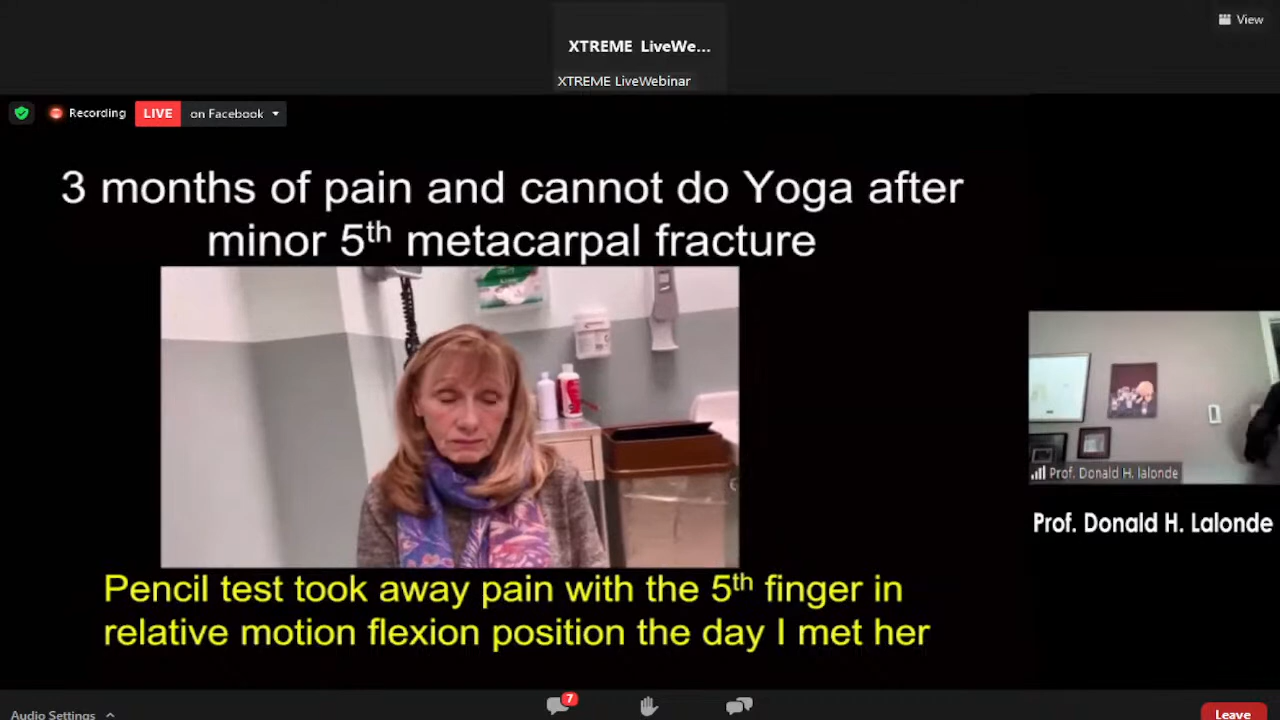 View
XTREME LiveWe...
XTREME LiveWebinar
Recording
LIVE
on Facebook
3 months of pain and cannot do Yoga after
minor 5th metacarpal fracture
Prof. Donald H. lalonde
Prof. Donald H. Lalonde
Pencil test took away pain with the 5th finger in
relative motion flexion position the day I met her
7
Audio Settings
Leave